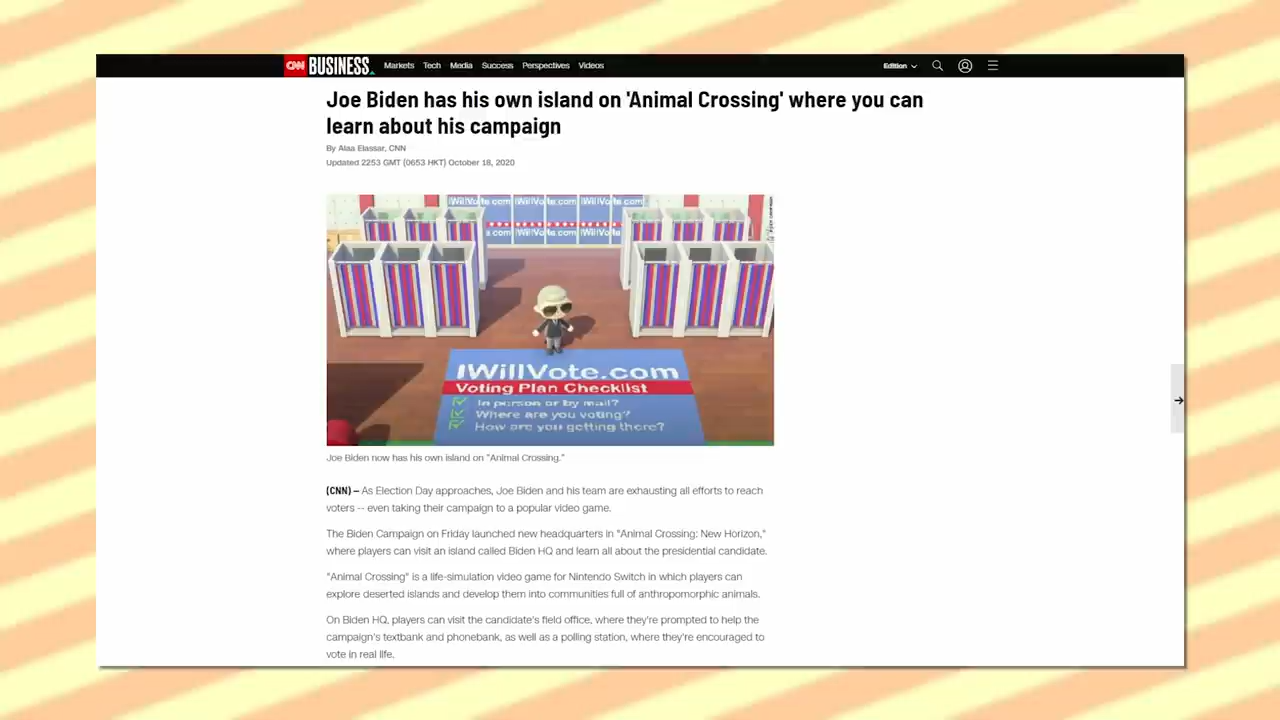 CNN BUSINESS Markets Tech Media Success Perspectives Videos Edition
Joe Biden has his own island on 'Animal Crossing' where you can
learn about his campaign
By Alaa Elassar, CNN
Updated 2253 GMT (0653 HKT) October 18, 2020
IWillVote.com IWillVote.com IWillVote.com
IWillVote.com
Voting Plan Checklist
In person or by mail?
Where are you voting?
How are you getting there?
Joe Biden now has his own island on "Animal Crossing."
(CNN) — As Election Day approaches, Joe Biden and his team are exhausting all efforts to reach
voters -- even taking their campaign to a popular video game.
The Biden Campaign on Friday launched new headquarters in "Animal Crossing: New Horizon,"
where players can visit an island called Biden HQ and learn all about the presidential candidate.
"Animal Crossing" is a life-simulation video game for Nintendo Switch in which players can
explore deserted islands and develop them into communities full of anthropomorphic animals.
On Biden HQ, players can visit the candidate's field office, where they're prompted to help the
campaign's textbank and phonebank, as well as a polling station, where they're encouraged to
vote in real life.